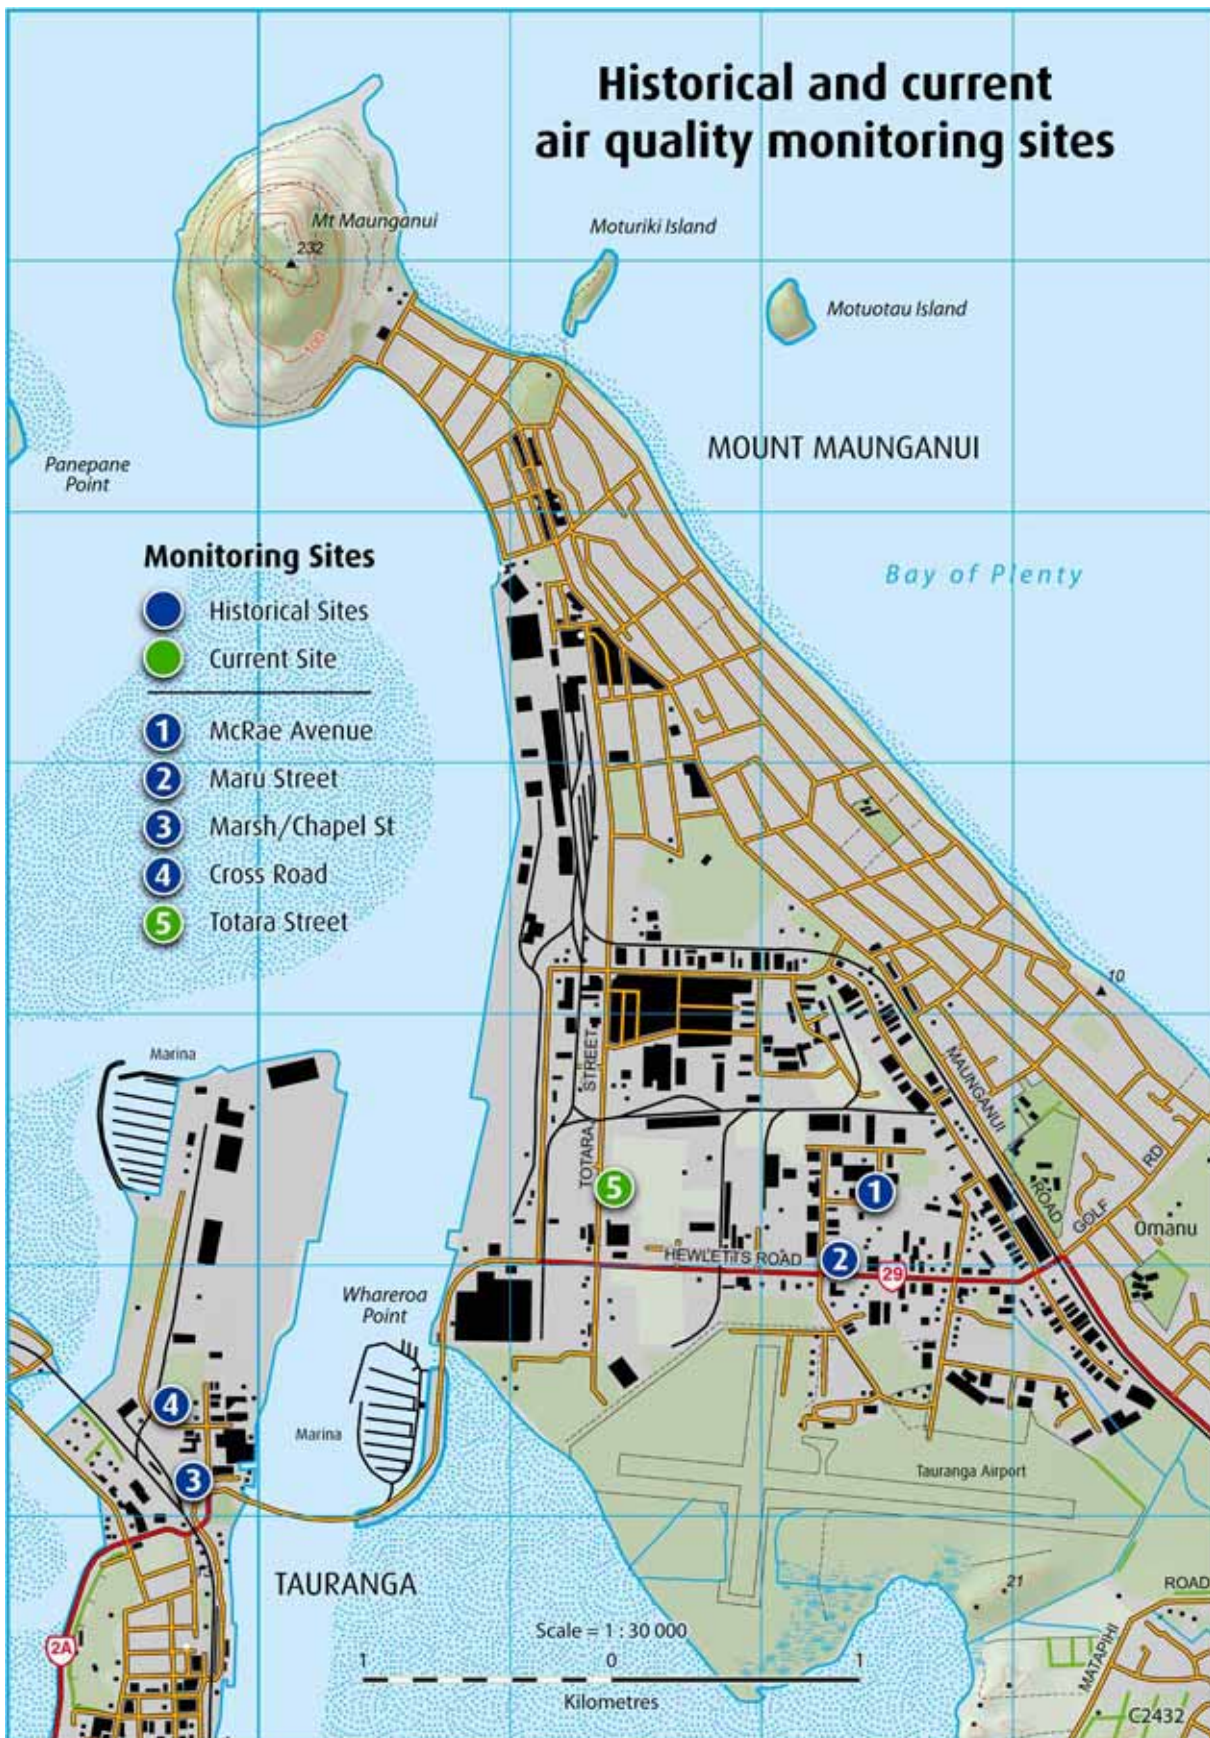 Historical and current
air quality monitoring sites
Mt Maunganui
232
100
Moturiki Island
Motuotau Island
MOUNT MAUNGANUI
Panepane
Point
Bay of Plenty
Monitoring Sites
Historical Sites
Current Site
1 McRae Avenue
2 Maru Street
3 Marsh/Chapel St
4 Cross Road
5 Totara Street
10
Marina
TOTARA STREET
MAUNGANUI ROAD
GOLF RD
Omanu
5
1
2
HEWLETTS ROAD
29
Whareroa
Point
Marina
4
3
Tauranga Airport
TAURANGA
21
ROAD
MATAPIHI
2A
Scale = 1 : 30 000
1 0 1
Kilometres
C2432